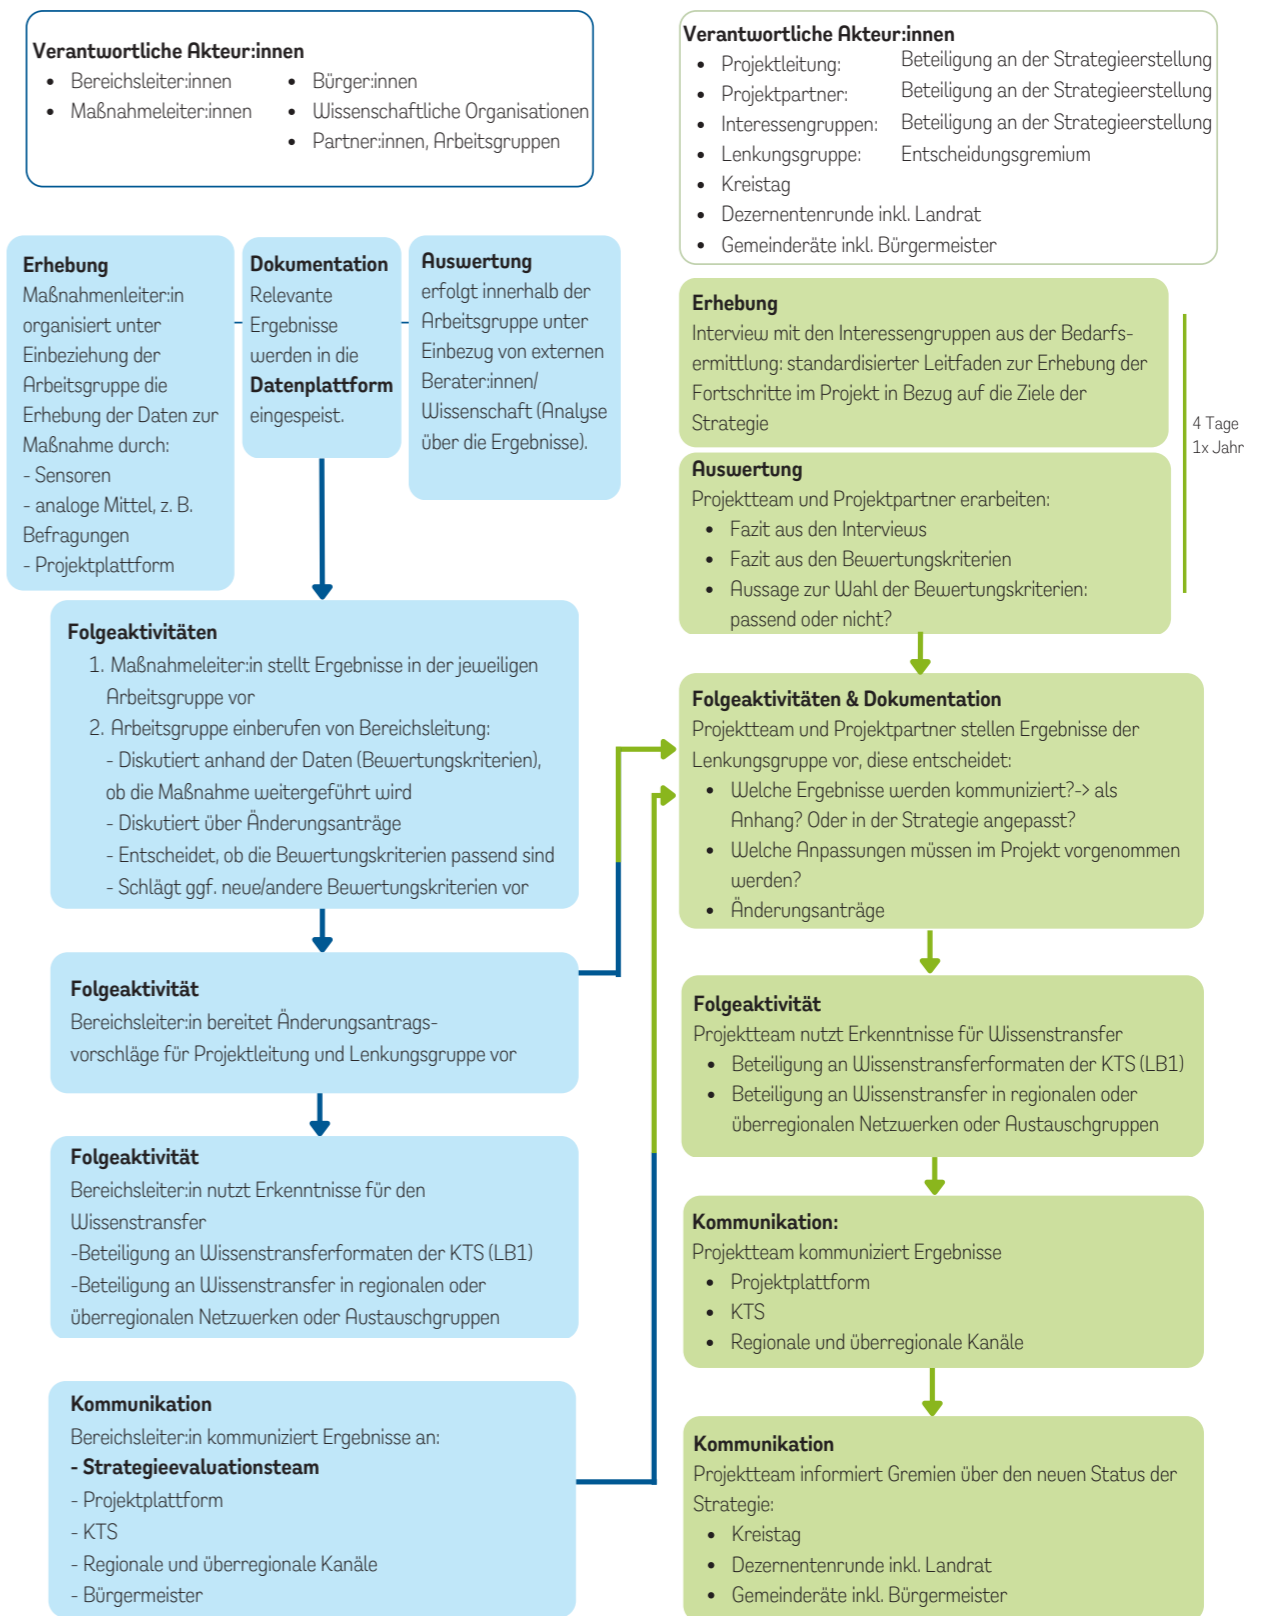 Verantwortliche Akteur:innen
• Bereichsleiter:innen
• Maßnahmeleiter:innen
• Bürger:innen
• Wissenschaftliche Organisationen
• Partner:innen, Arbeitsgruppen
Erhebung
Maßnahmenleiter:in
organisiert unter
Einbeziehung der
Arbeitsgruppe die
Erhebung der Daten zur
Maßnahme durch:
- Sensoren
- analoge Mittel, z. B.
Befragungen
- Projektplattform
Dokumentation
Relevante
Ergebnisse
werden in die
Datenplattform
eingespeist.
Auswertung
erfolgt innerhalb der
Arbeitsgruppe unter
Einbezug von externen
Berater:innen/
Wissenschaft (Analyse
über die Ergebnisse).
Folgeaktivitäten
1. Maßnahmeleiter:in stellt Ergebnisse in der jeweiligen
Arbeitsgruppe vor
2. Arbeitsgruppe einberufen von Bereichsleitung:
- Diskutiert anhand der Daten (Bewertungskriterien),
ob die Maßnahme weitergeführt wird
- Diskutiert über Änderungsanträge
- Entscheidet, ob die Bewertungskriterien passend sind
- Schlägt ggf. neue/andere Bewertungskriterien vor
Folgeaktivität
Bereichsleiter:in bereitet Änderungsantrags-
vorschläge für Projektleitung und Lenkungsgruppe vor
Folgeaktivität
Bereichsleiter:in nutzt Erkenntnisse für den
Wissenstransfer
-Beteiligung an Wissenstransferformaten der KTS (LB1)
-Beteiligung an Wissenstransfer in regionalen oder
überregionalen Netzwerken oder Austauschgruppen
Kommunikation
Bereichsleiter:in kommuniziert Ergebnisse an:
- Strategieevaluationsteam
- Projektplattform
- KTS
- Regionale und überregionale Kanäle
- Bürgermeister
Verantwortliche Akteur:innen
• Projektleitung: Beteiligung an der Strategieerstellung
• Projektpartner: Beteiligung an der Strategieerstellung
• Interessengruppen: Beteiligung an der Strategieerstellung
• Lenkungsgruppe: Entscheidungsgremium
• Kreistag
• Dezernentenrunde inkl. Landrat
• Gemeinderäte inkl. Bürgermeister
Erhebung
Interview mit den Interessengruppen aus der Bedarfs-
ermittlung: standardisierter Leitfaden zur Erhebung der
Fortschritte im Projekt in Bezug auf die Ziele der
Strategie
4 Tage
1x Jahr
Auswertung
Projektteam und Projektpartner erarbeiten:
• Fazit aus den Interviews
• Fazit aus den Bewertungskriterien
• Aussage zur Wahl der Bewertungskriterien:
passend oder nicht?
Folgeaktivitäten & Dokumentation
Projektteam und Projektpartner stellen Ergebnisse der
Lenkungsgruppe vor, diese entscheidet:
• Welche Ergebnisse werden kommuniziert?-> als
Anhang? Oder in der Strategie angepasst?
• Welche Anpassungen müssen im Projekt vorgenommen
werden?
• Änderungsanträge
Folgeaktivität
Projektteam nutzt Erkenntnisse für Wissenstransfer
• Beteiligung an Wissenstransferformaten der KTS (LB1)
• Beteiligung an Wissenstransfer in regionalen oder
überregionalen Netzwerken oder Austauschgruppen
Kommunikation:
Projektteam kommuniziert Ergebnisse
• Projektplattform
• KTS
• Regionale und überregionale Kanäle
Kommunikation
Projektteam informiert Gremien über den neuen Status der
Strategie:
• Kreistag
• Dezernentenrunde inkl. Landrat
• Gemeinderäte inkl. Bürgermeister